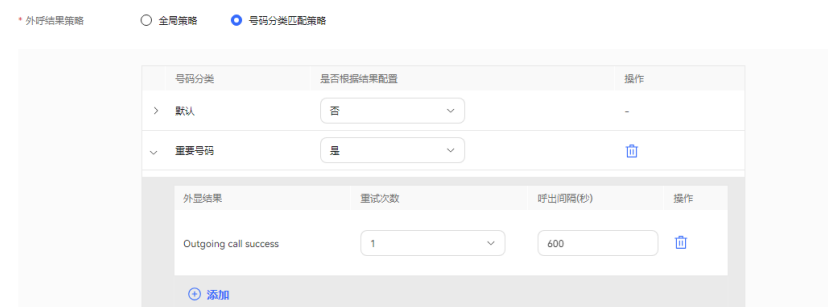 * 外呼结果策略 全局策略 号码分类匹配策略
号码分类 是否根据结果配置 操作
默认 否 -
重要号码 是
外显结果 重试次数 呼出间隔(秒) 操作
Outgoing call success 1 600
添加